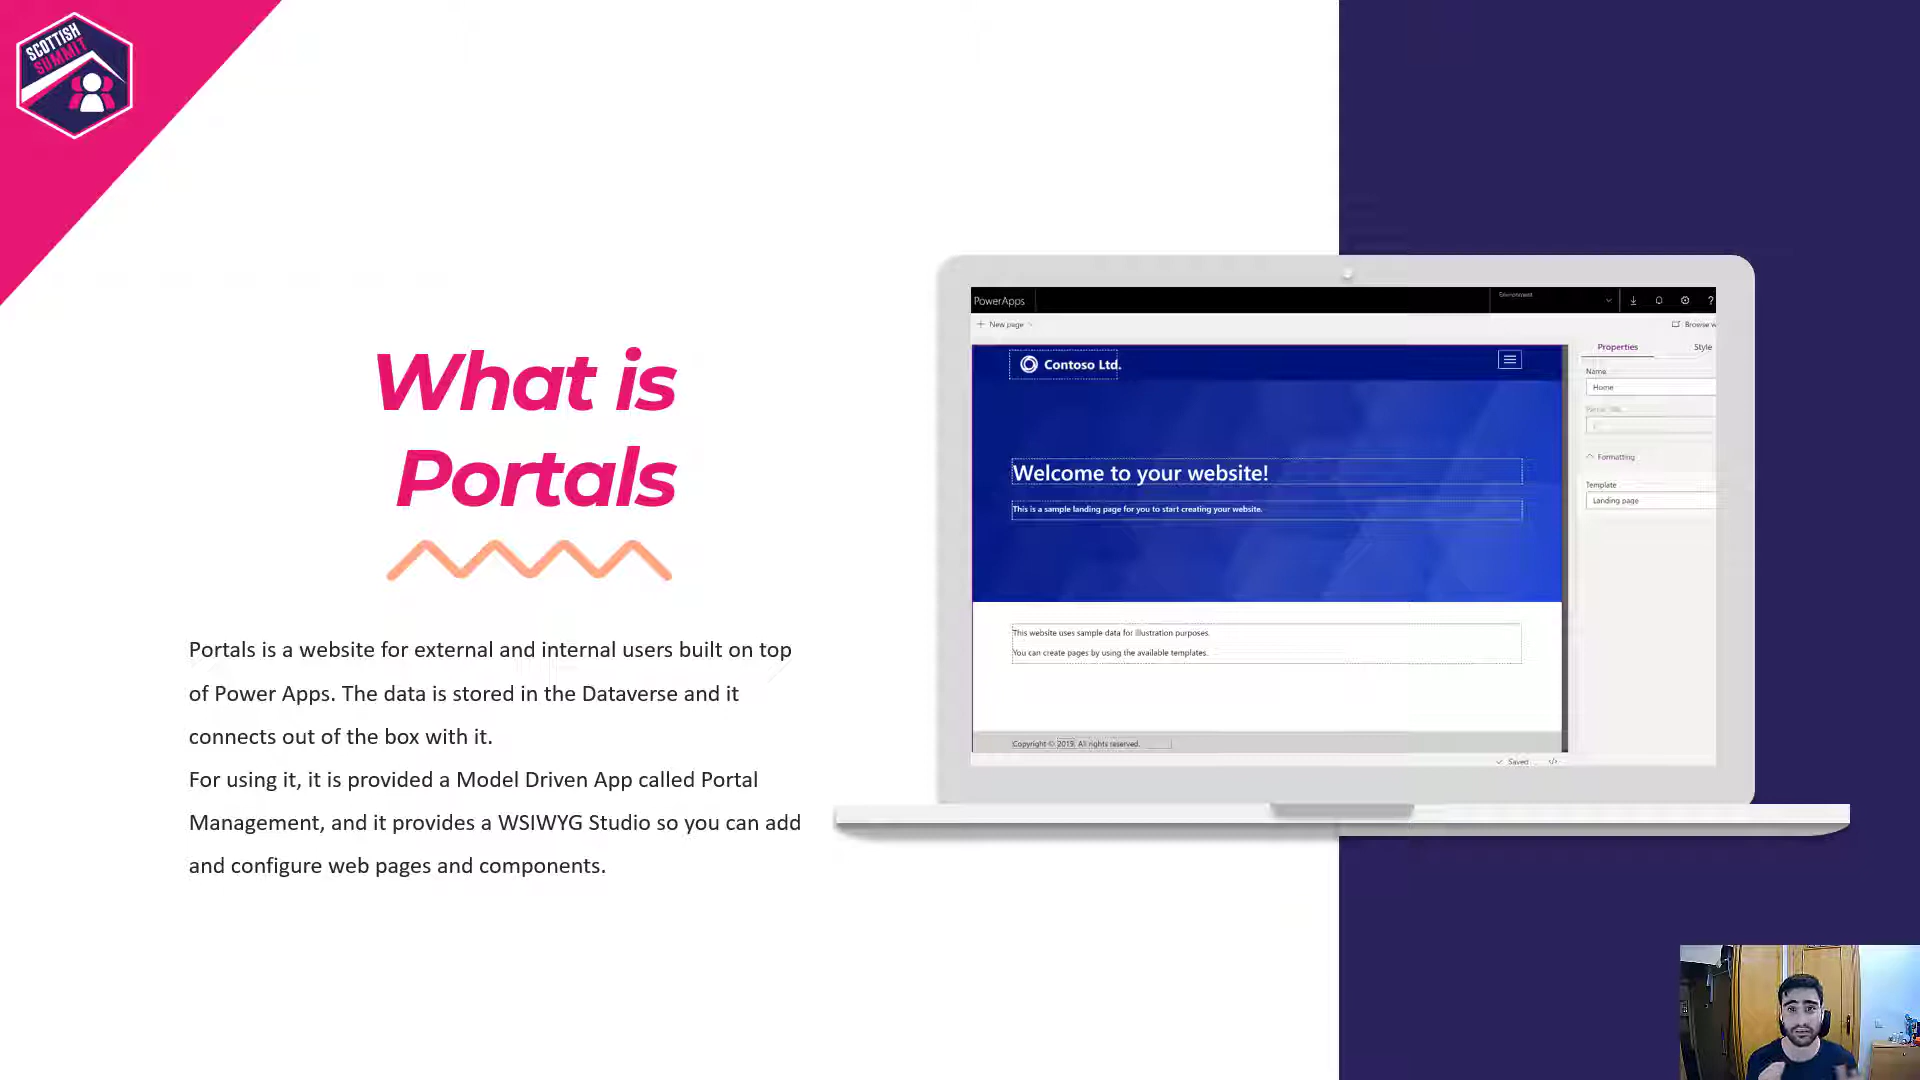 SCOTTISH
SUMMIT
What is
Portals
Portals is a website for external and internal users built on top
of Power Apps. The data is stored in the Dataverse and it
connects out of the box with it.
For using it, it is provided a Model Driven App called Portal
Management, and it provides a WSIWYG Studio so you can add
and configure web pages and components.
PowerApps
Environment
?
+ New page
Browse w
Contoso Ltd.
Welcome to your website!
This is a sample landing page for you to start creating your website.
This website uses sample data for illustration purposes.
You can create pages by using the available templates.
Copyright © 2019. All rights reserved.
Properties
Style
Name
Home
Partial URL
/
Formatting
Template
Landing page
Saved
</>